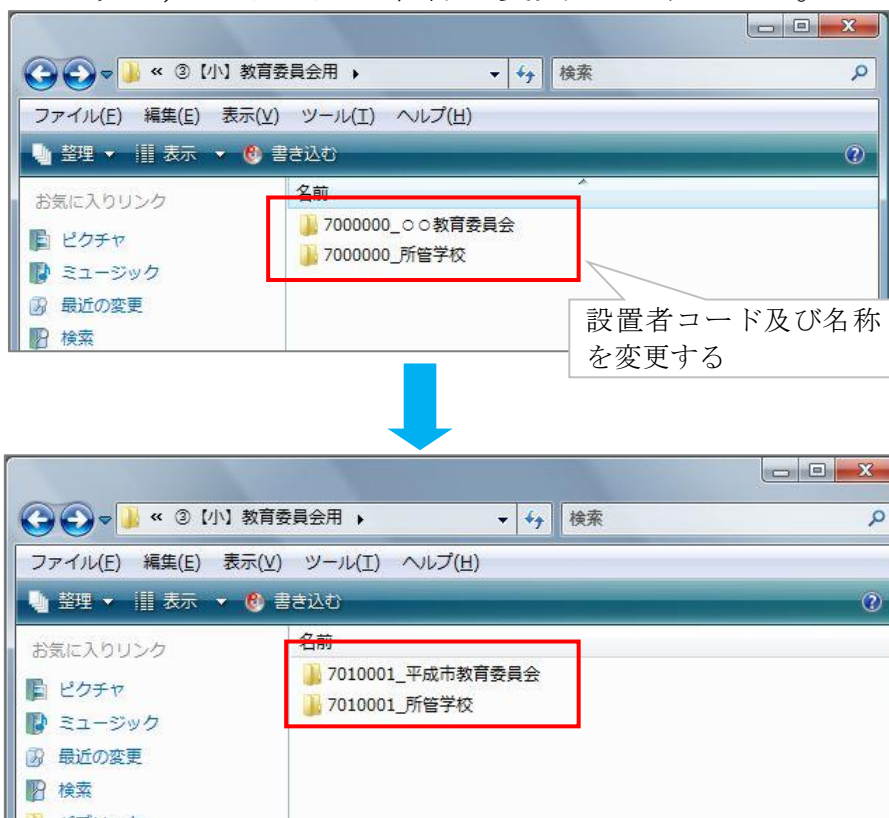 « ③【小】教育委員会用
検索
ファイル(F) 編集(E) 表示(V) ツール(T) ヘルプ(H)
整理 表示 書き込む
お気に入りリンク
名前
7000000_○○教育委員会
ピクチャ
7000000_所管学校
ミュージック
最近の変更
検索
設置者コード及び名称
を変更する
« ③【小】教育委員会用
検索
ファイル(F) 編集(E) 表示(V) ツール(T) ヘルプ(H)
整理 表示 書き込む
お気に入りリンク
名前
7010001_平成市教育委員会
ピクチャ
7010001_所管学校
ミュージック
最近の変更
検索